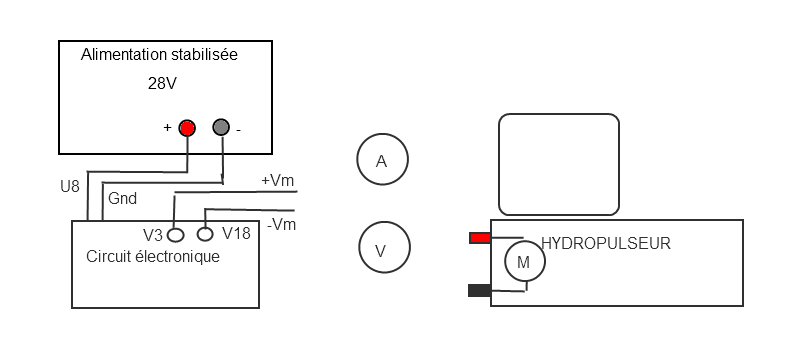 Alimentation stabilisée
28V
+ -
U8
Gnd
+Vm
-Vm
V3 V18
Circuit électronique
A
V
HYDROPULSEUR
M